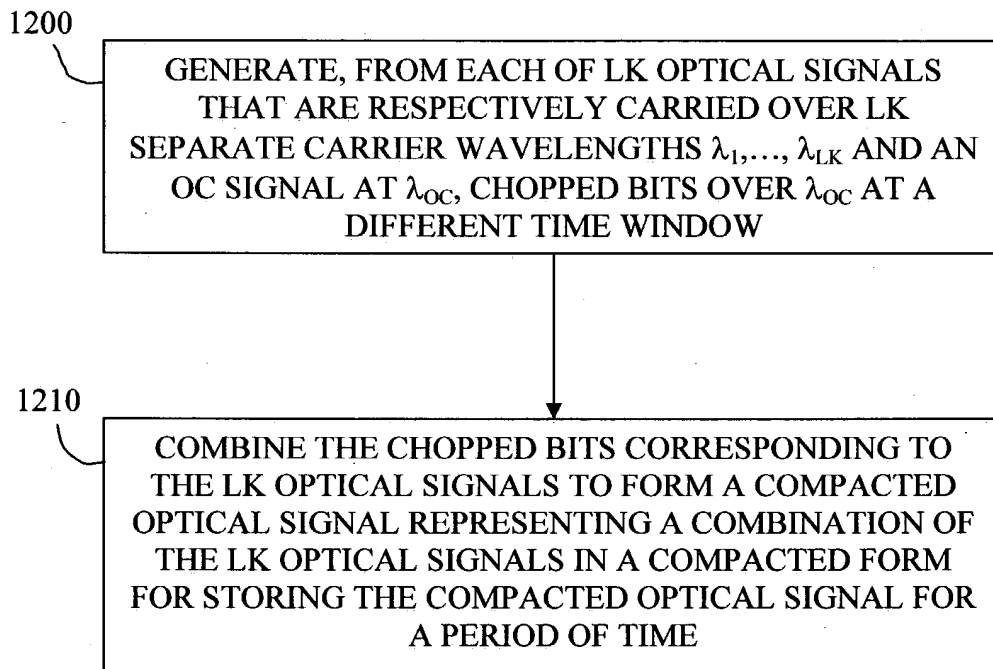 1200
GENERATE, FROM EACH OF LK OPTICAL SIGNALS
THAT ARE RESPECTIVELY CARRIED OVER LK
SEPARATE CARRIER WAVELENGTHS λ₁,..., λ_LK AND AN
OC SIGNAL AT λ_OC, CHOPPED BITS OVER λ_OC AT A
DIFFERENT TIME WINDOW
1210
COMBINE THE CHOPPED BITS CORRESPONDING TO
THE LK OPTICAL SIGNALS TO FORM A COMPACTED
OPTICAL SIGNAL REPRESENTING A COMBINATION OF
THE LK OPTICAL SIGNALS IN A COMPACTED FORM
FOR STORING THE COMPACTED OPTICAL SIGNAL FOR
A PERIOD OF TIME